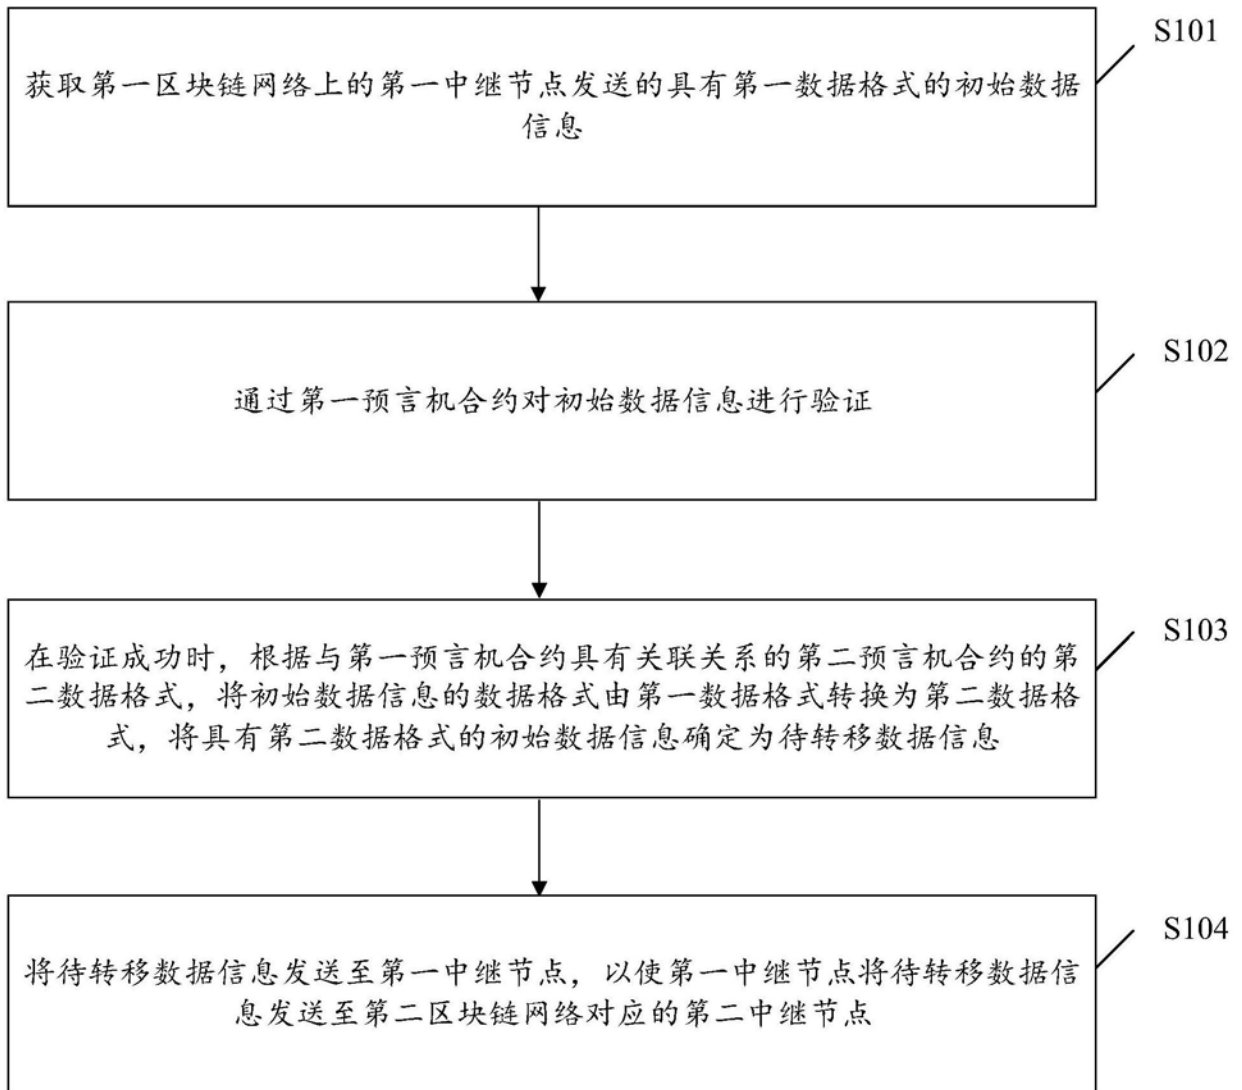 S101
获取第一区块链网络上的第一中继节点发送的具有第一数据格式的初始数据
信息
S102
通过第一预言机合约对初始数据信息进行验证
S103
在验证成功时，根据与第一预言机合约具有关联关系的第二预言机合约的第
二数据格式，将初始数据信息的数据格式由第一数据格式转换为第二数据格
式，将具有第二数据格式的初始数据信息确定为待转移数据信息
S104
将待转移数据信息发送至第一中继节点，以使第一中继节点将待转移数据信
息发送至第二区块链网络对应的第二中继节点